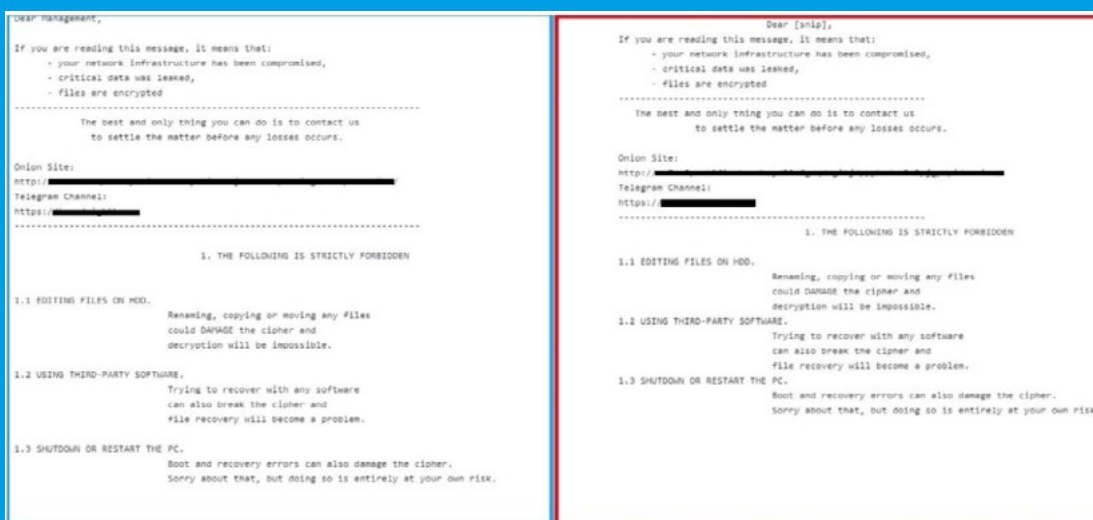 Dear Management,
If you are reading this message, it means that:
- your network infrastructure has been compromised,
- critical data was leaked,
- files are encrypted
--------------------------------------------------------------------------
The best and only thing you can do is to contact us
to settle the matter before any losses occurs.
Onion Site:
http:/
Telegram Channel:
https:/
--------------------------------------------------------------------------
1. THE FOLLOWING IS STRICTLY FORBIDDEN
1.1 EDITING FILES ON HDD.
Renaming, copying or moving any files
could DAMAGE the cipher and
decryption will be impossible.
1.2 USING THIRD-PARTY SOFTWARE.
Trying to recover with any software
can also break the cipher and
file recovery will become a problem.
1.3 SHUTDOWN OR RESTART THE PC.
Boot and recovery errors can also damage the cipher.
Sorry about that, but doing so is entirely at your own risk.
Dear [snip],
If you are reading this message, it means that:
- your network infrastructure has been compromised,
- critical data was leaked,
- files are encrypted
--------------------------------------------------------
The best and only thing you can do is to contact us
to settle the matter before any losses occurs.
Onion Site:
http:/
Telegram Channel:
https://
--------------------------------------------------------
1. THE FOLLOWING IS STRICTLY FORBIDDEN
1.1 EDITING FILES ON HDD.
Renaming, copying or moving any files
could DAMAGE the cipher and
decryption will be impossible.
1.2 USING THIRD-PARTY SOFTWARE.
Trying to recover with any software
can also break the cipher and
file recovery will become a problem.
1.3 SHUTDOWN OR RESTART THE PC.
Boot and recovery errors can also damage the cipher.
Sorry about that, but doing so is entirely at your own risk